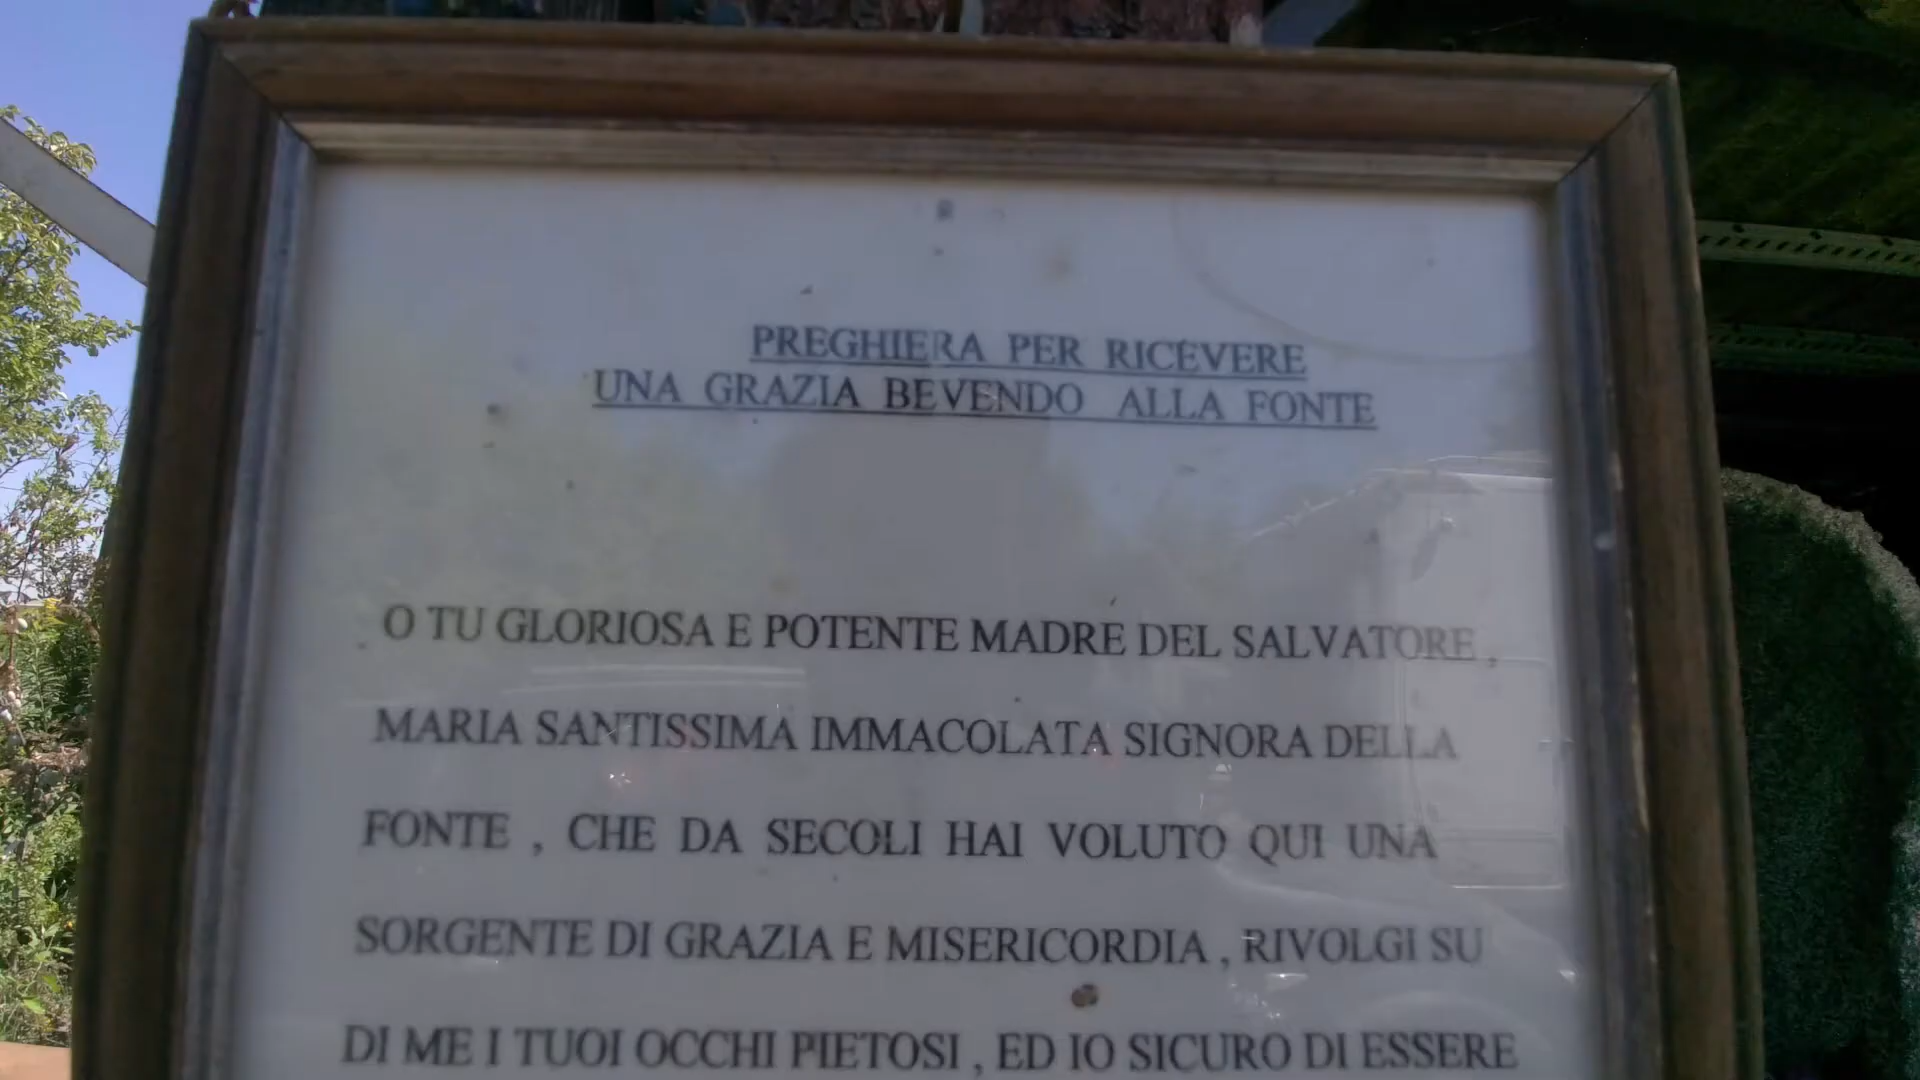 PREGHIERA PER RICEVERE
UNA GRAZIA BEVENDO ALLA FONTE
O TU GLORIOSA E POTENTE MADRE DEL SALVATORE ,
MARIA SANTISSIMA IMMACOLATA SIGNORA DELLA
FONTE , CHE DA SECOLI HAI VOLUTO QUI UNA
SORGENTE DI GRAZIA E MISERICORDIA , RIVOLGI SU
DI ME I TUOI OCCHI PIETOSI , ED IO SICURO DI ESSERE